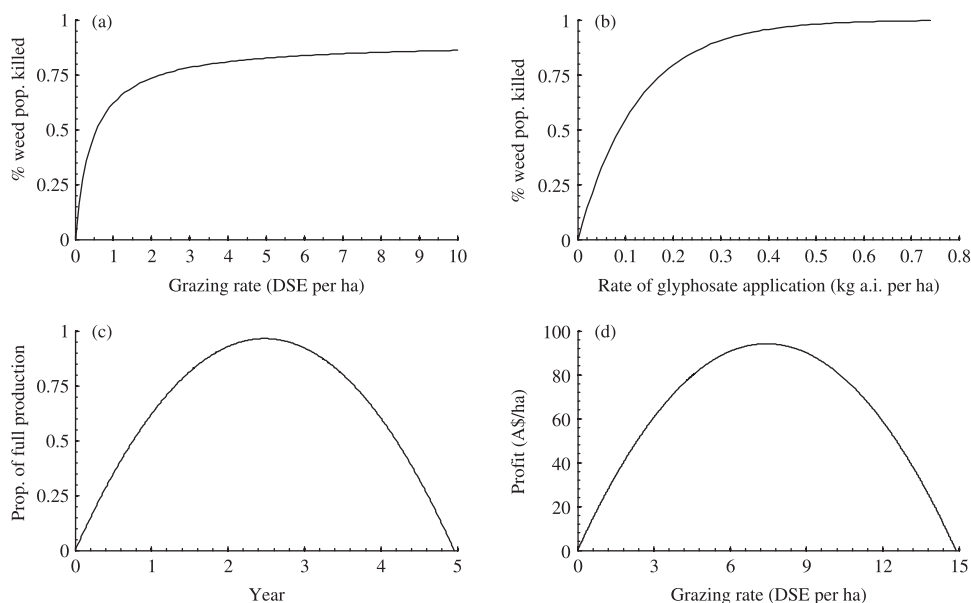 (a)
% weed pop. killed
1
0.75
0.5
0.25
0
0 1 2 3 4 5 6 7 8 9 10
Grazing rate (DSE per ha)
(b)
% weed pop. killed
1
0.75
0.5
0.25
0
0 0.1 0.2 0.3 0.4 0.5 0.6 0.7 0.8
Rate of glyphosate application (kg a.i. per ha)
(c)
Prop. of full production
1
0.75
0.5
0.25
0
0 1 2 3 4 5
Year
(d)
Profit (A$/ha)
100
80
60
40
20
0
0 3 6 9 12 15
Grazing rate (DSE per ha)